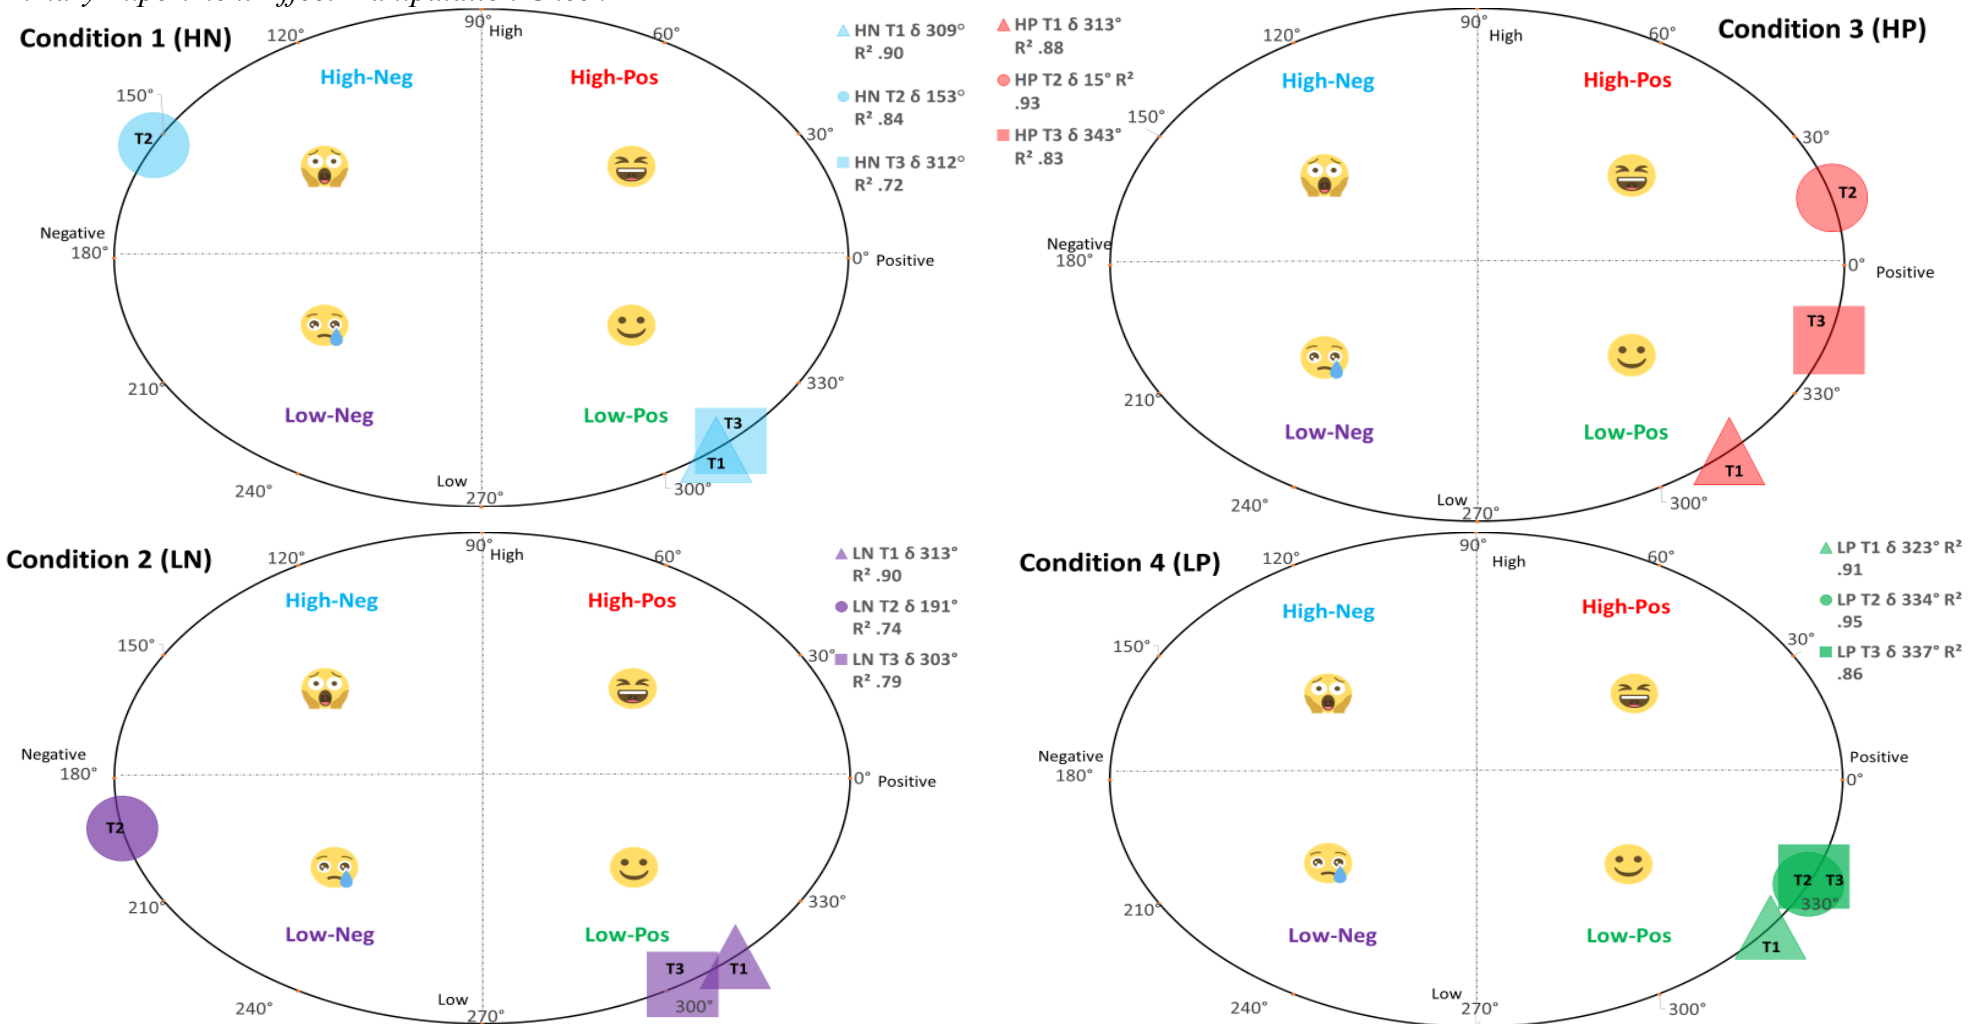 Condition 1 (HN)
90°
High
120°
60°
High-Neg
High-Pos
150°
T2
30°
Negative
180°
0°
Positive
210°
330°
Low-Neg
Low-Pos
T3
T1
Low
240°
270°
300°
HN T1 δ 309°
R² .90
HN T2 δ 153°
R² .84
HN T3 δ 312°
R² .72
HP T1 δ 313°
R² .88
HP T2 δ 15° R²
.93
HP T3 δ 343°
R² .83
Condition 3 (HP)
90°
High
120°
60°
High-Neg
High-Pos
150°
30°
T2
Negative
180°
0°
Positive
T3
210°
330°
Low-Neg
Low-Pos
T1
Low
240°
270°
300°
Condition 2 (LN)
90°
High
120°
60°
High-Neg
High-Pos
150°
30°
Negative
180°
0°
Positive
T2
210°
330°
Low-Neg
Low-Pos
T3
T1
Low
240°
270°
300°
LN T1 δ 313°
R² .90
LN T2 δ 191°
R² .74
LN T3 δ 303°
R² .79
Condition 4 (LP)
90°
High
120°
60°
High-Neg
High-Pos
150°
30°
Negative
180°
Positive
0°
T2 T3
210°
330°
Low-Neg
Low-Pos
T1
Low
240°
270°
300°
LP T1 δ 323° R²
.91
LP T2 δ 334° R²
.95
LP T3 δ 337° R²
.86